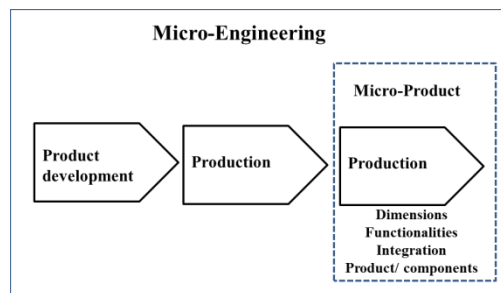 Micro-Engineering
Micro-Product
Product
development
Production
Production
Dimensions
Functionalities
Integration
Product/ components